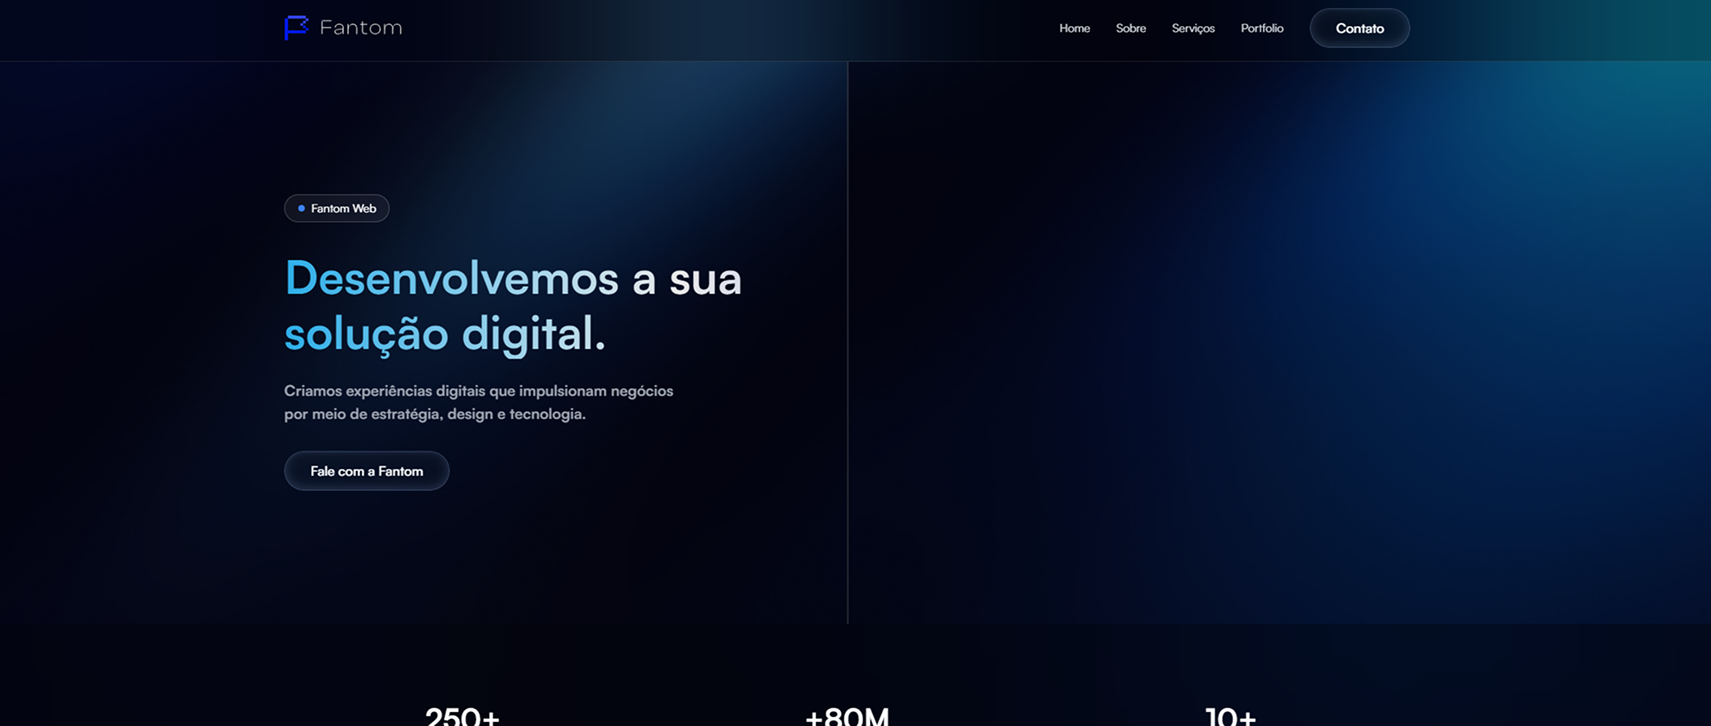 Fantom
Home Sobre Serviços Portfolio Contato
Fantom Web
Desenvolvemos a sua
solução digital.
Criamos experiências digitais que impulsionam negócios
por meio de estratégia, design e tecnologia.
Fale com a Fantom
250+ +80M 10+